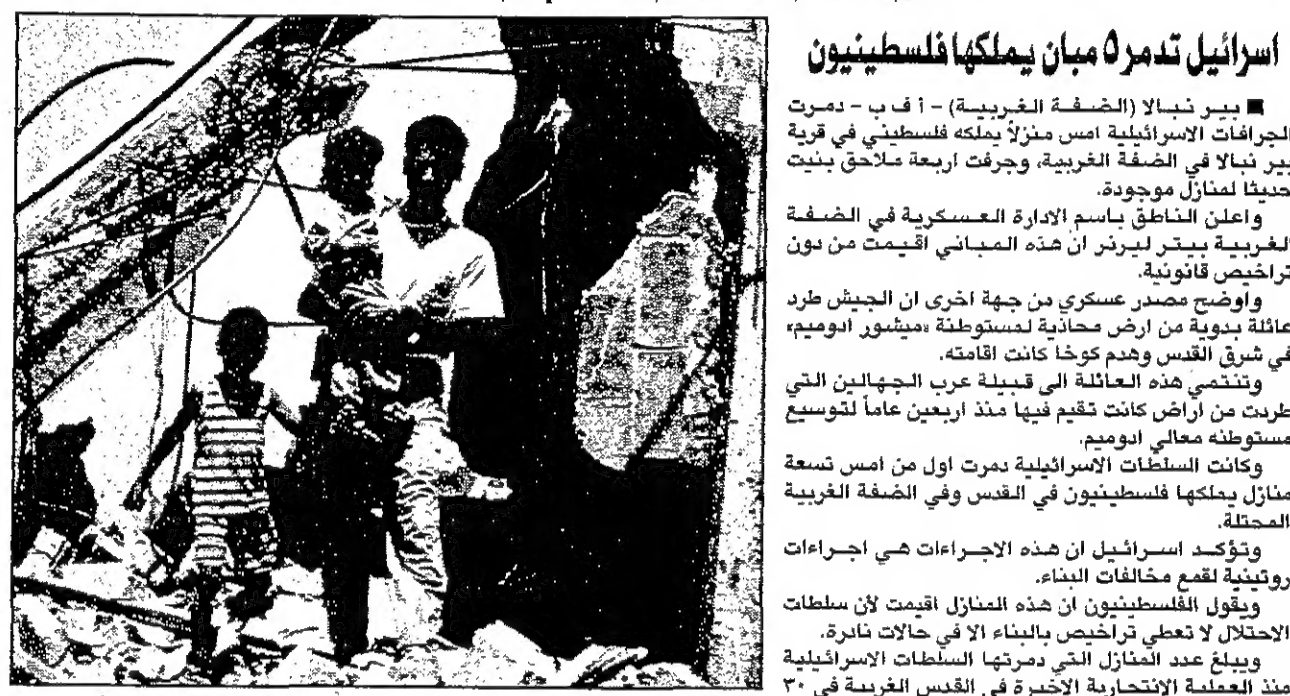 اسرائيل تدمر ٥ مبان يملكها فلسطينيون
■ بير نبالا (الضفة الغربية) - أ ف ب - دمرت
الجرافات الاسرائيلية امس منزلاً يملكه فلسطيني في قرية
بير نبالا في الضفة الغربية، وجرفت اربعة ملاحق بنيت
حديثا لمنازل موجودة.
واعلن الناطق باسم الادارة العسكرية في الضفة
الغربية بيتر ليرنر ان هذه المباني اقيمت من دون
تراخيص قانونية.
واوضح مصدر عسكري من جهة اخرى ان الجيش طرد
عائلة بدوية من ارض محاذية لمستوطنة «ميشور ادوميم»
في شرق القدس وهدم كوخا كانت اقامته.
وتنتمي هذه العائلة الى قبيلة عرب الجهالين التي
طردت من اراض كانت تقيم فيها منذ اربعين عاماً لتوسيع
مستوطنه معالي ادوميم.
وكانت السلطات الاسرائيلية دمرت اول من امس تسعة
منازل يملكها فلسطينيون في القدس وفي الضفة الغربية
المحتلة.
وتؤكد اسرائيل ان هذه الاجراءات هي اجراءات
روتينية لقمع مخالفات البناء.
ويقول الفلسطينيون ان هذه المنازل اقيمت لأن سلطات
الاحتلال لا تعطي تراخيص بالبناء الا في حالات نادرة.
ويبلغ عدد المنازل التي دمرتها السلطات الاسرائيلية
منذ العملية الانتحارية الاخيرة في القدس الغربية في ٣٠